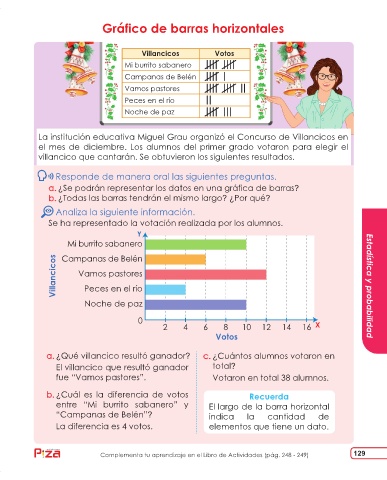 Gráfico de barras horizontales
Villancicos Votos
Mi burrito sabanero
Campanas de Belén
Vamos pastores
Peces en el río
Noche de paz
La institución educativa Miguel Grau organizó el Concurso de Villancicos en
el mes de diciembre. Los alumnos del primer grado votaron para elegir el
villancico que cantarán. Se obtuvieron los siguientes resultados.
Responde de manera oral las siguientes preguntas.
a. ¿Se podrán representar los datos en una gráfica de barras?
b. ¿Todas las barras tendrán el mismo largo? ¿Por qué?
Analiza la siguiente información.
Se ha representado la votación realizada por los alumnos.
Y
Mi burrito sabanero
Campanas de Belén
Vamos pastores
Peces en el río
Noche de paz
Villancicos
0
2 4 6 8 10 12 14 16 X
Votos
Estadística y probabilidad
a. ¿Qué villancico resultó ganador?
El villancico que resultó ganador
fue “Vamos pastores”.
b. ¿Cuál es la diferencia de votos
entre “Mi burrito sabanero” y
“Campanas de Belén”?
La diferencia es 4 votos.
c. ¿Cuántos alumnos votaron en
total?
Votaron en total 38 alumnos.
Recuerda
El largo de la barra horizontal
indica la cantidad de
elementos que tiene un dato.
Complementa tu aprendizaje en el Libro de Actividades (pág. 248 - 249)
129